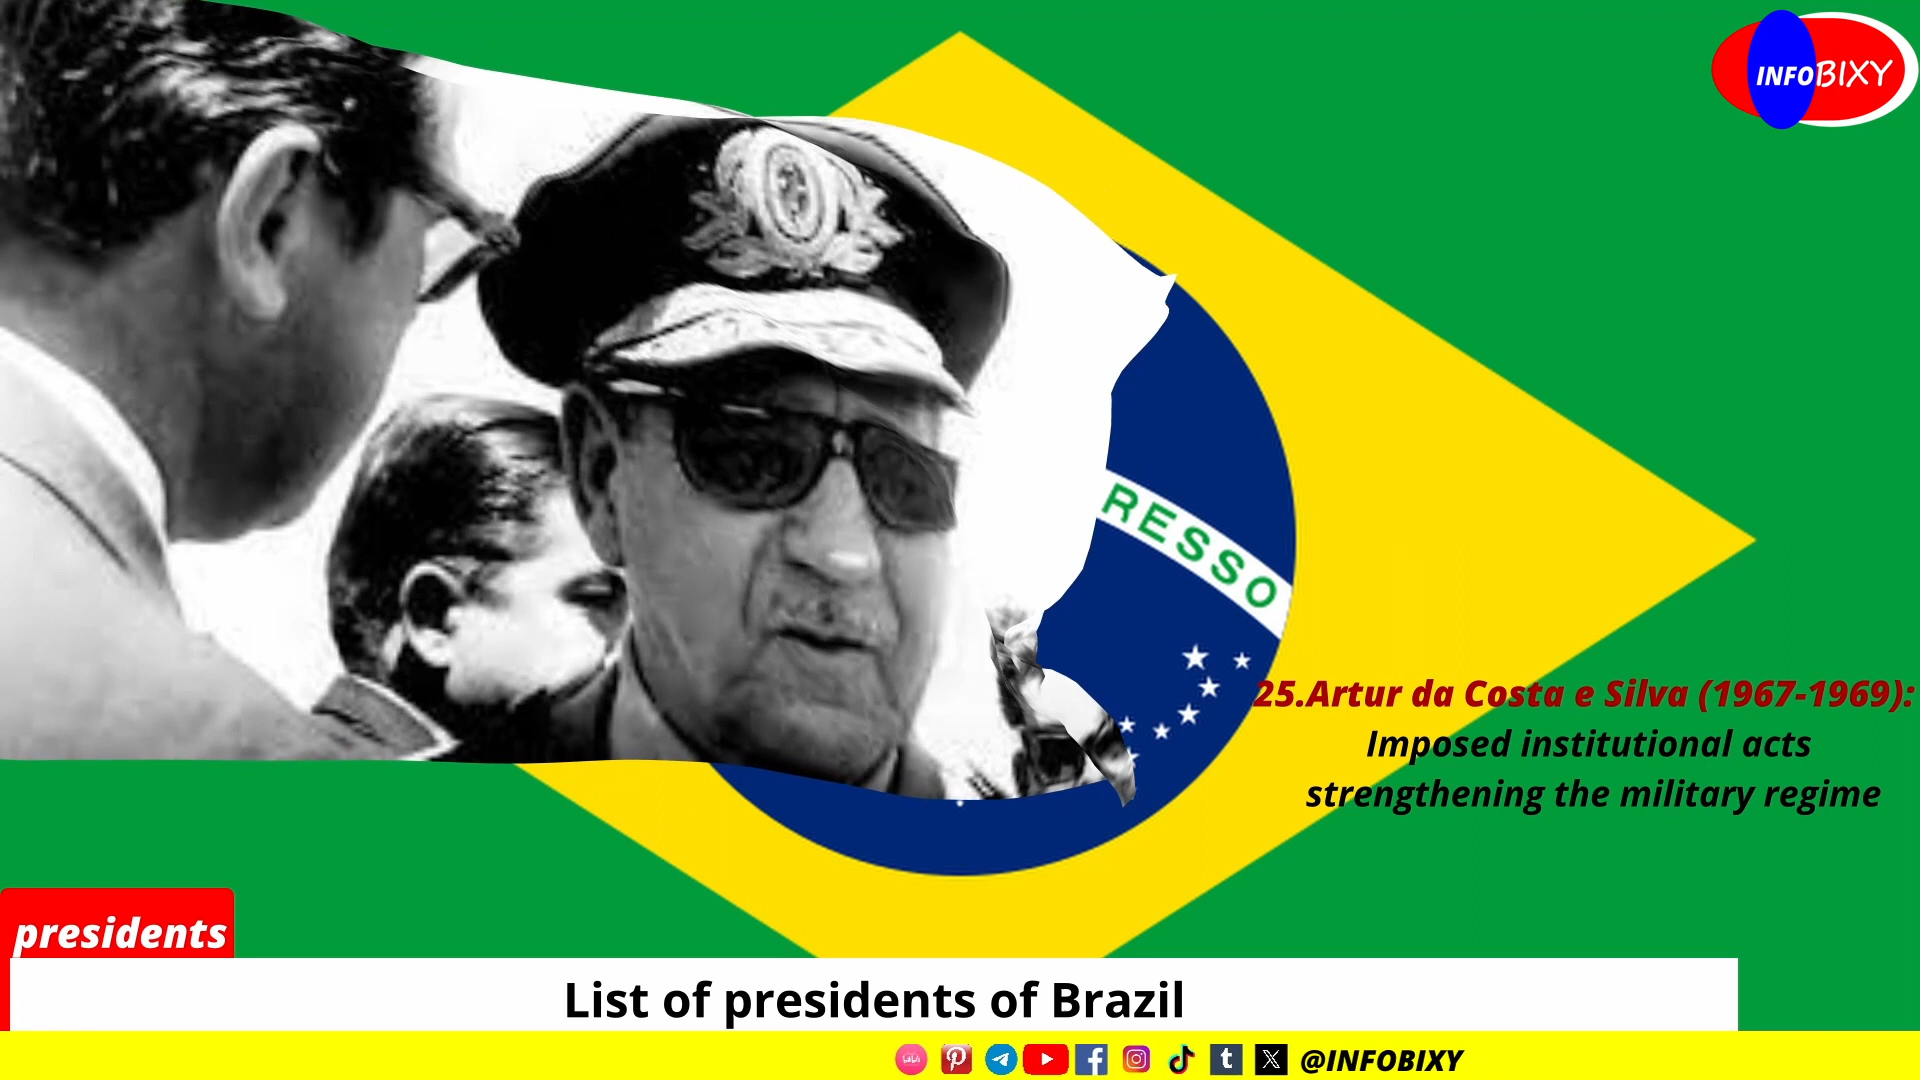 INFOBIXY
RESSO
25.Artur da Costa e Silva (1967-1969):
Imposed institutional acts
strengthening the military regime
presidents
List of presidents of Brazil
@INFOBIXY